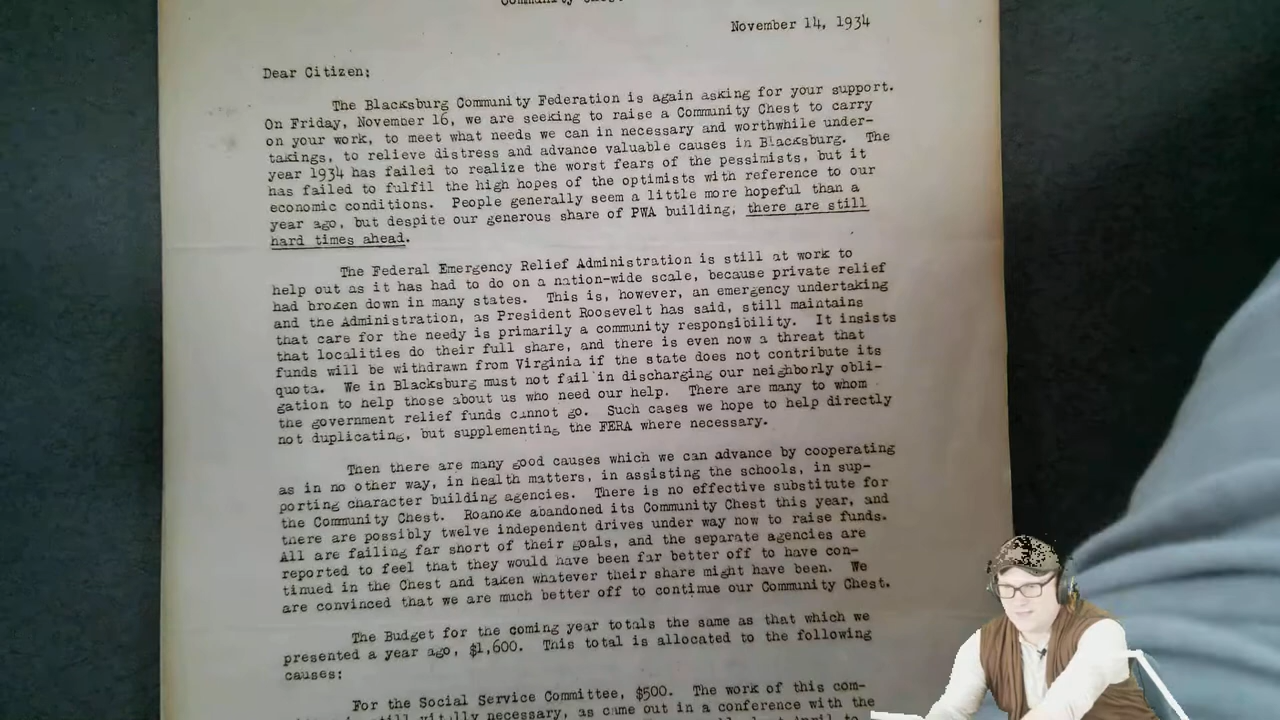 Community Chest
November 14, 1934
Dear Citizen:
The Blacksburg Community Federation is again asking for your support.
On Friday, November 16, we are seeking to raise a Community Chest to carry
on your work, to meet what needs we can in necessary and worthwhile under-
takings, to relieve distress and advance valuable causes in Blacksburg. The
year 1934 has failed to realize the worst fears of the pessimists, but it
has failed to fulfil the high hopes of the optimists with reference to our
economic conditions. People generally seem a little more hopeful than a
year ago, but despite our generous share of PWA building, there are still
hard times ahead.
The Federal Emergency Relief Administration is still at work to
help out as it has had to do on a nation-wide scale, because private relief
had broken down in many states. This is, however, an emergency undertaking
and the Administration, as President Roosevelt has said, still maintains
that care for the needy is primarily a community responsibility. It insists
that localities do their full share, and there is even now a threat that
funds will be withdrawn from Virginia if the state does not contribute its
quota. We in Blacksburg must not fail in discharging our neighborly obli-
gation to help those about us who need our help. There are many to whom
the government relief funds cannot go. Such cases we hope to help directly
not duplicating, but supplementing the FERA where necessary.
Then there are many good causes which we can advance by cooperating
as in no other way, in health matters, in assisting the schools, in sup-
porting character building agencies. There is no effective substitute for
the Community Chest. Roanoke abandoned its Community Chest this year, and
there are possibly twelve independent drives under way now to raise funds.
All are failing far short of their goals, and the separate agencies are
reported to feel that they would have been far better off to have con-
tinued in the Chest and taken whatever their share might have been. We
are convinced that we are much better off to continue our Community Chest.
The Budget for the coming year totals the same as that which we
presented a year ago, $1,600. This total is allocated to the following
causes:
For the Social Service Committee, $500. The work of this com-
still vitally necessary, as came out in a conference with the